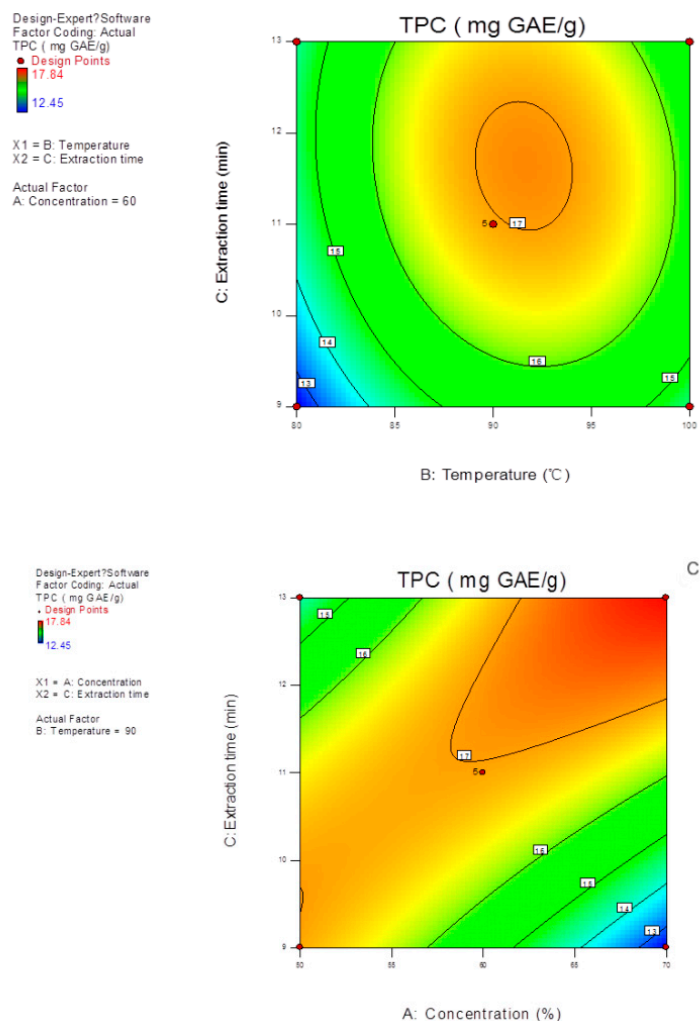 Design-Expert?Software
Factor Coding: Actual
TPC ( mg GAE/g)
Design Points
17.84
12.45
X1 = B: Temperature
X2 = C: Extraction time
Actual Factor
A: Concentration = 60
TPC ( mg GAE/g)
C: Extraction time (min)
13
12
11
10
9
80
85
90
95
100
5
17
16
15
15
14
13
B: Temperature (℃)
Design-Expert?Software
Factor Coding: Actual
TPC ( mg GAE/g)
Design Points
17.84
12.45
X1 = A: Concentration
X2 = C: Extraction time
Actual Factor
B: Temperature = 90
C
TPC ( mg GAE/g)
C: Extraction time (min)
13
12
11
10
9
60
70
15
16
17
5
16
15
14
13
A: Concentration (%)